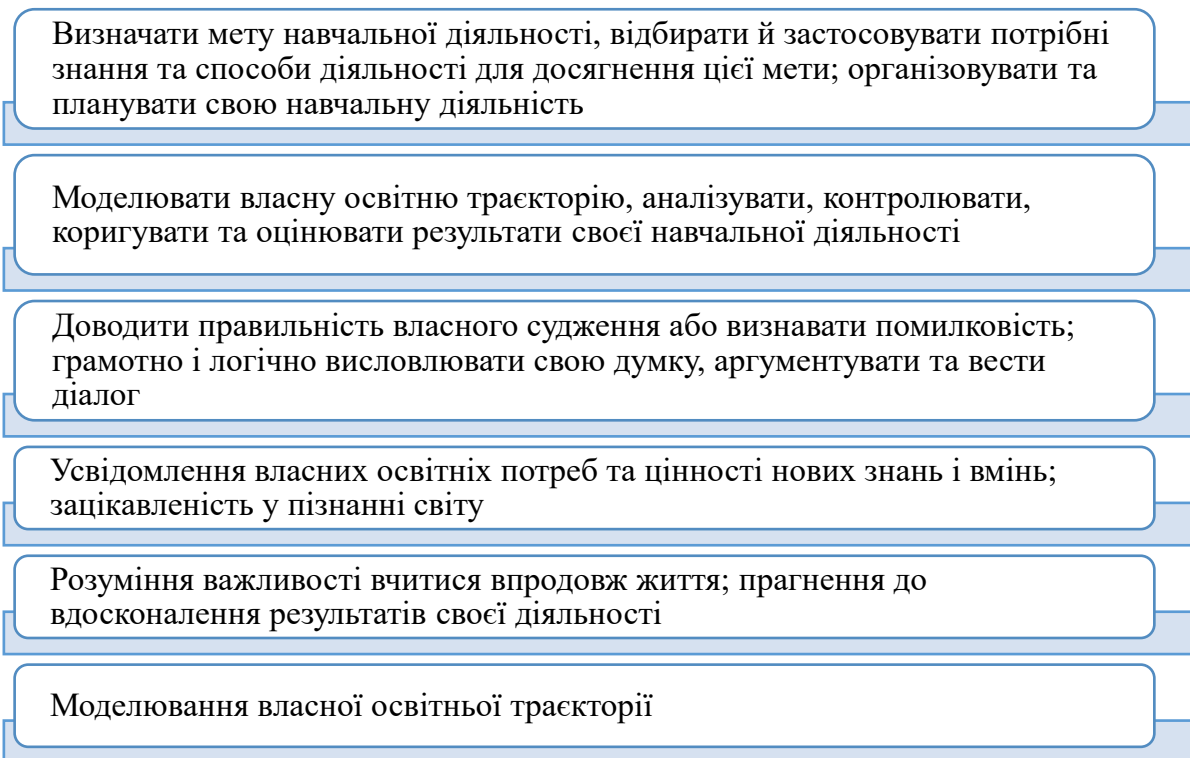 Визначати мету навчальної діяльності, відбирати й застосовувати потрібні
знання та способи діяльності для досягнення цієї мети; організовувати та
планувати свою навчальну діяльність
Моделювати власну освітню траєкторію, аналізувати, контролювати,
коригувати та оцінювати результати своєї навчальної діяльності
Доводити правильність власного судження або визнавати помилковість;
грамотно і логічно висловлювати свою думку, аргументувати та вести
діалог
Усвідомлення власних освітніх потреб та цінності нових знань і вмінь;
зацікавленість у пізнанні світу
Розуміння важливості вчитися впродовж життя; прагнення до
вдосконалення результатів своєї діяльності
Моделювання власної освітньої траєкторії